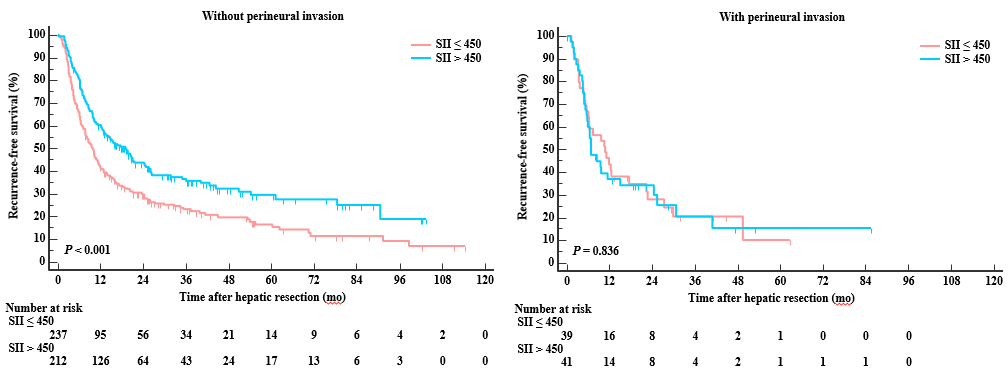 Without perineural invasion
Recurrence-free survival (%)
100
90
80
70
60
50
40
30
20
10
0
SII ≤ 450
SII > 450
P < 0.001
0 12 24 36 48 60 72 84 96 108 120
Time after hepatic resection (mo)
Number at risk
SII ≤ 450
237 95 56 34 21 14 9 6 4 2 0
SII > 450
212 126 64 43 24 17 13 6 3 0 0
With perineural invasion
Recurrence-free survival (%)
100
90
80
70
60
50
40
30
20
10
0
SII ≤ 450
SII > 450
P = 0.836
0 12 24 36 48 60 72 84 96 108 120
Time after hepatic resection (mo)
Number at risk
SII ≤ 450
39 16 8 4 2 1 0 0 0
SII > 450
41 14 8 4 2 1 1 1 0